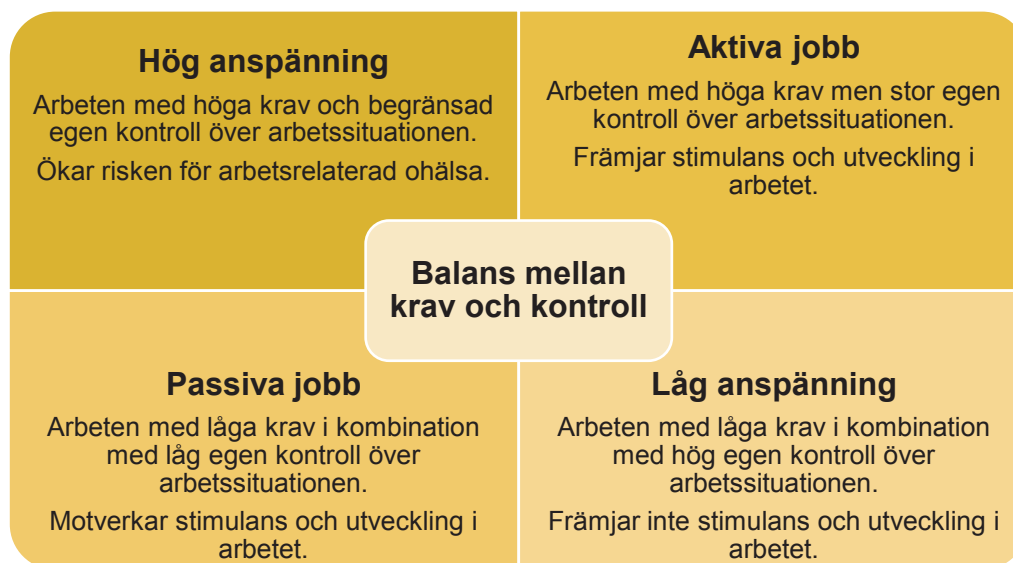 Hög anspänning
Arbeten med höga krav och begränsad
egen kontroll över arbetssituationen.
Ökar risken för arbetsrelaterad ohälsa.
Aktiva jobb
Arbeten med höga krav men stor egen
kontroll över arbetssituationen.
Främjar stimulans och utveckling i
arbetet.
Balans mellan
krav och kontroll
Passiva jobb
Arbeten med låga krav i kombination
med låg egen kontroll över
arbetssituationen.
Motverkar stimulans och utveckling i
arbetet.
Låg anspänning
Arbeten med låga krav i kombination
med hög egen kontroll över
arbetssituationen.
Främjar inte stimulans och utveckling i
arbetet.